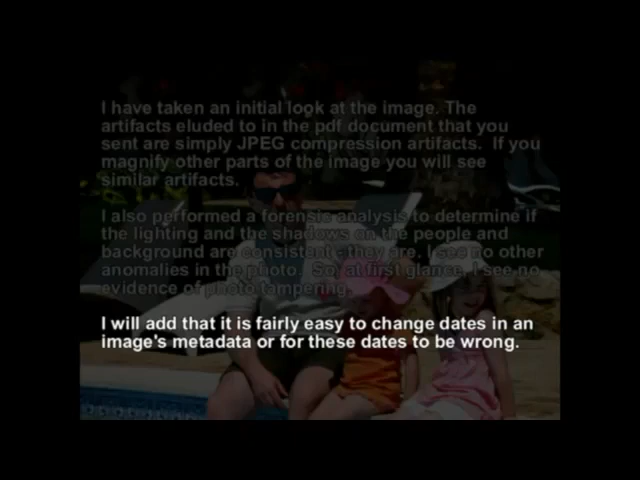 I have taken an initial look at the image. The
artifacts eluded to in the pdf document that you
sent are simply JPEG compression artifacts.  If you
magnify other parts of the image you will see
similar artifacts.
I also performed a forensic analysis to determine if
the lighting and the shadows on the people and
background are consistent - they are. I see no other
anomalies in the photo.  So, at first glance, I see no
evidence of photo tampering.
I will add that it is fairly easy to change dates in an
image's metadata or for these dates to be wrong.